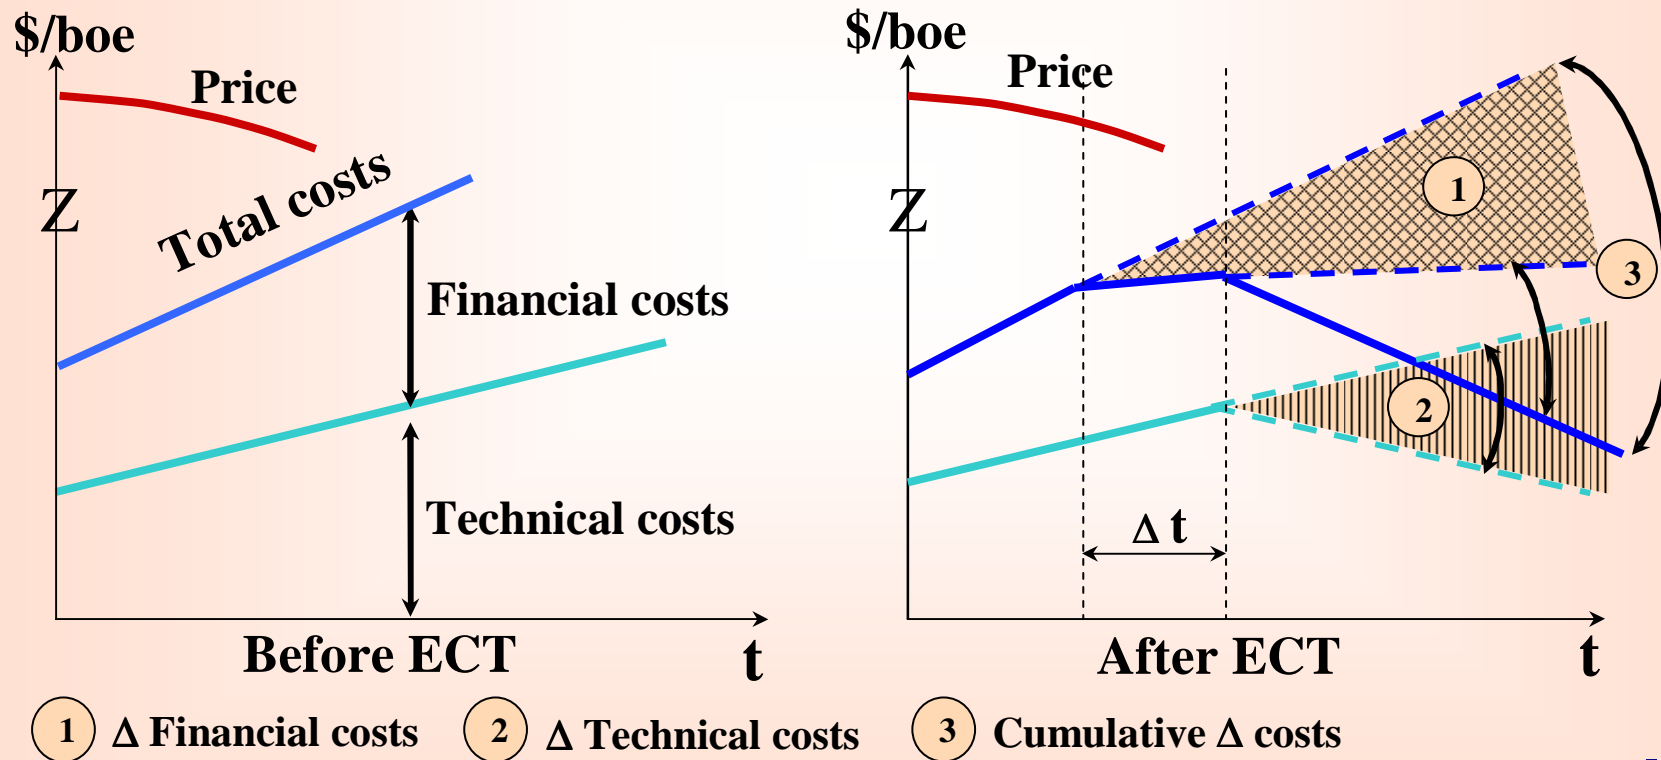 $/boe
Price
Total costs
Z
Financial costs
Technical costs
Before ECT
t
$/boe
Price
Z
1
3
2
Δ t
After ECT
t
1 Δ Financial costs
2 Δ Technical costs
3 Cumulative Δ costs